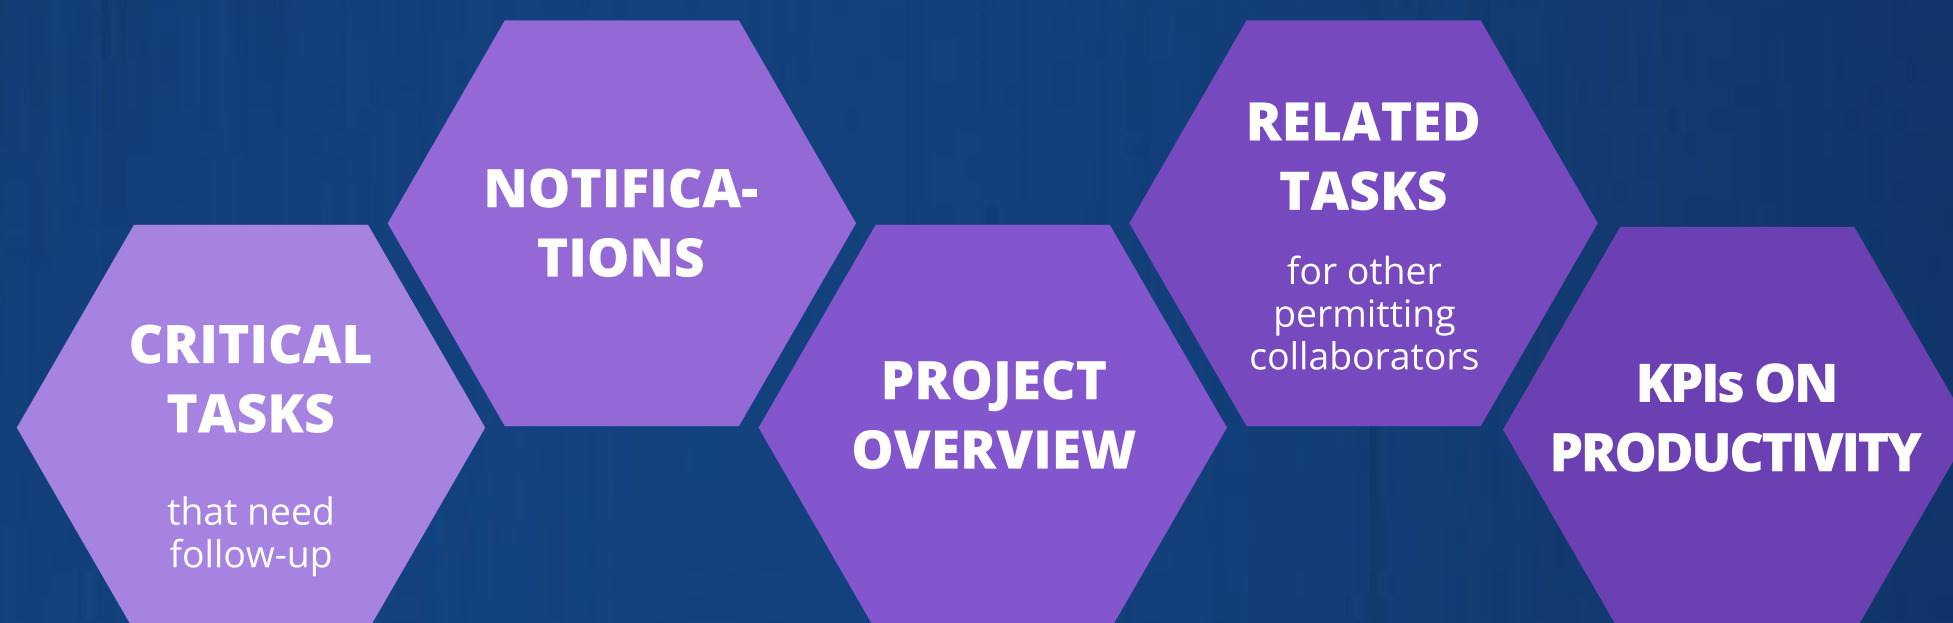 CRITICAL
TASKS
that need
follow-up
NOTIFICA-
TIONS
PROJECT
OVERVIEW
RELATED
TASKS
for other
permitting
collaborators
KPIs ON
PRODUCTIVITY